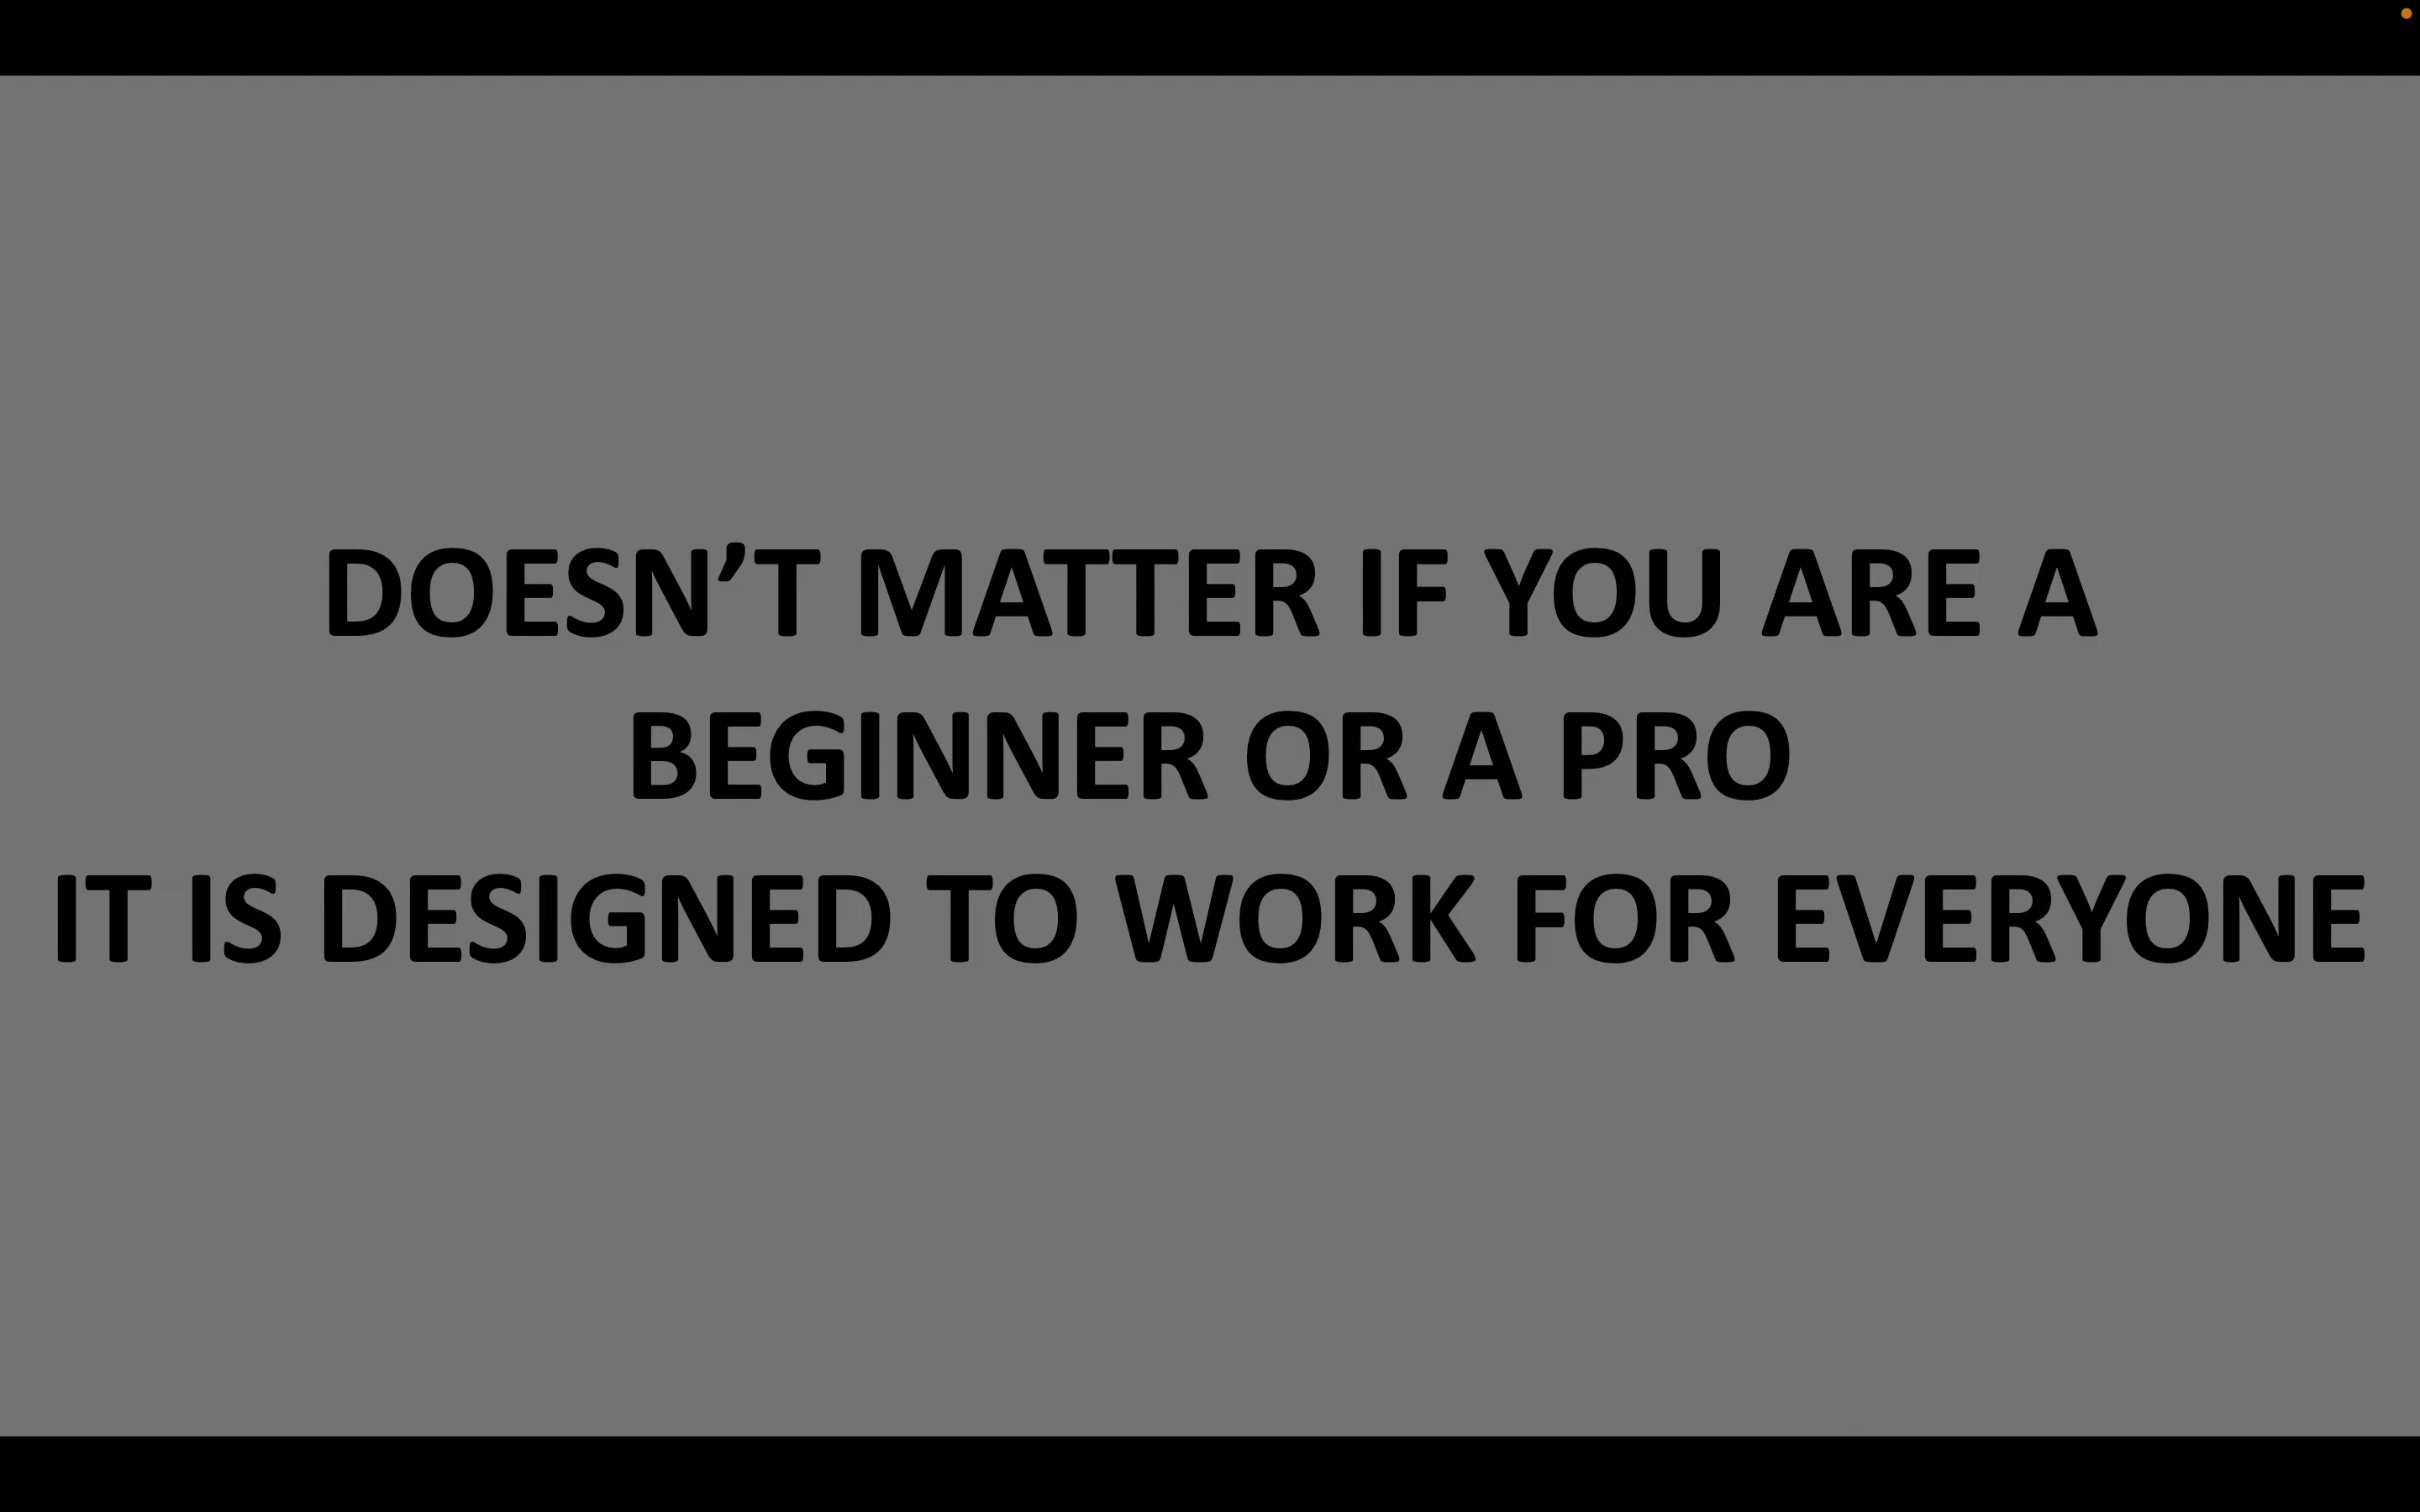 DOESN’T MATTER IF YOU ARE A
BEGINNER OR A PRO
IT IS DESIGNED TO WORK FOR EVERYONE